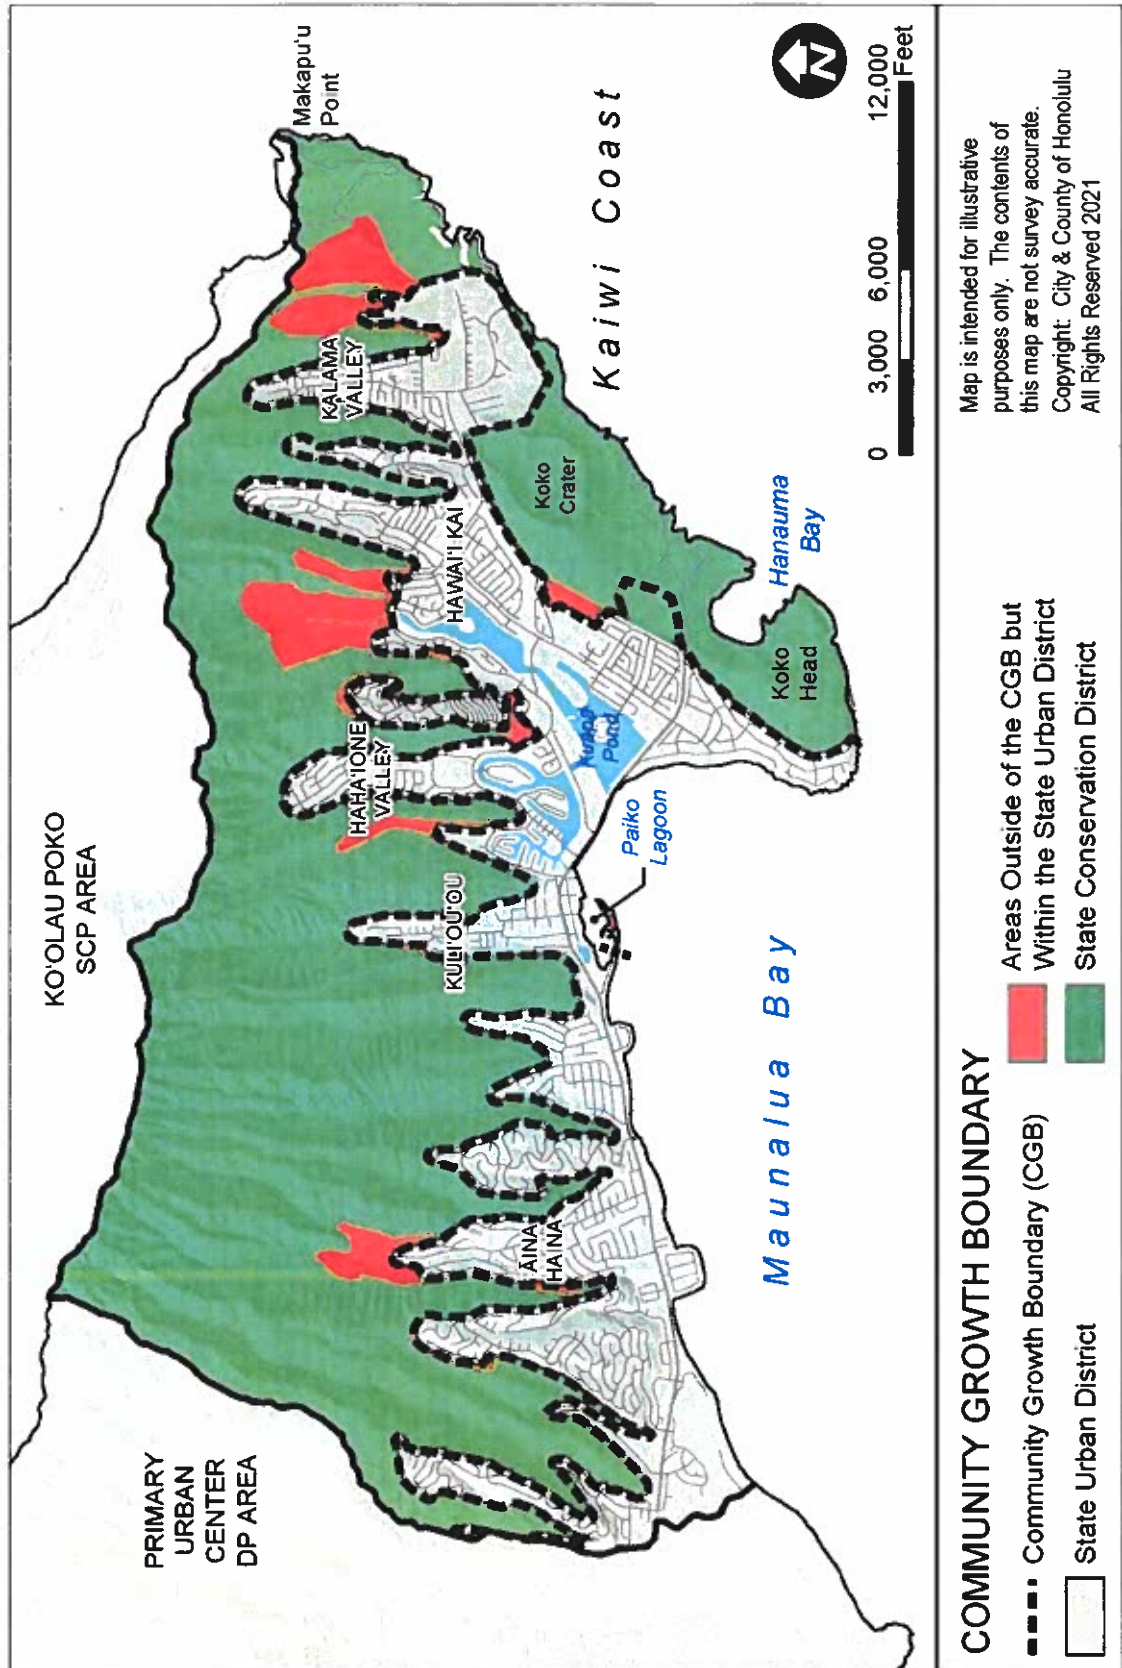 KO'OLAU POKO
SCP AREA
PRIMARY
URBAN
CENTER
DP AREA
Makapu'u
Point
KALAMA
VALLEY
HAWAI'I KAI
HAHA'IONE
VALLEY
KULI'OU'OU
ĀINA
HAINA
Koko
Crater
Kaiwi Coast
Hanauma
Bay
Koko
Head
Kuapa
Pond
Paiko
Lagoon
Maunalua Bay
N
0 3,000 6,000 12,000
Feet
COMMUNITY GROWTH BOUNDARY
Community Growth Boundary (CGB)
State Urban District
Areas Outside of the CGB but
Within the State Urban District
State Conservation District
Map is intended for illustrative
purposes only. The contents of
this map are not survey accurate.
Copyright: City & County of Honolulu
All Rights Reserved 2021